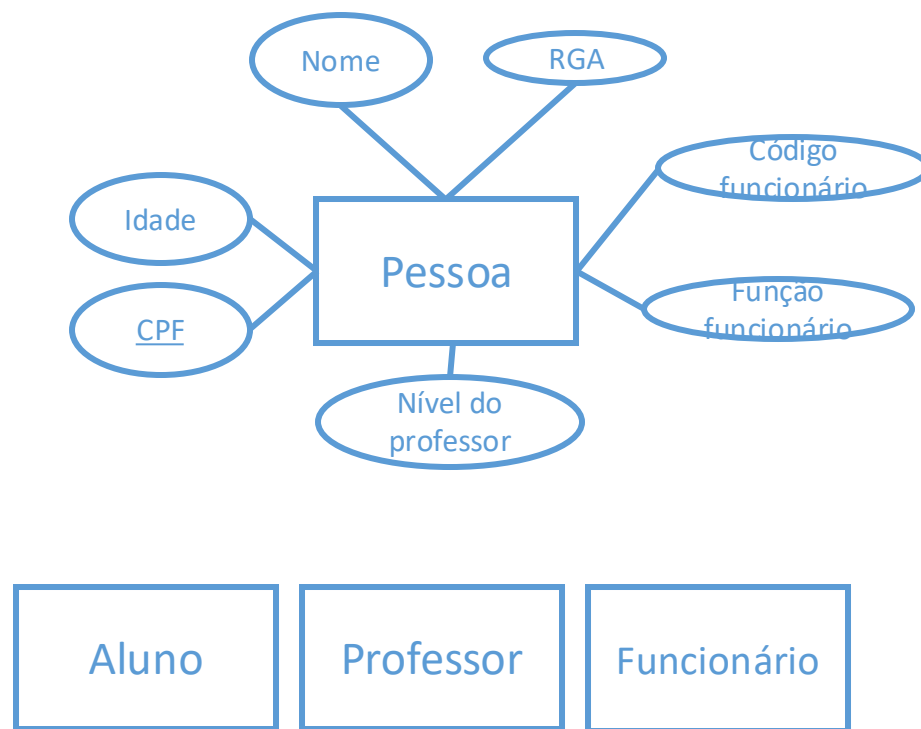 Nome
RGA
Código
funcionário
Idade
Pessoa
Função
funcionário
CPF
Nível do
professor
Aluno
Professor
Funcionário